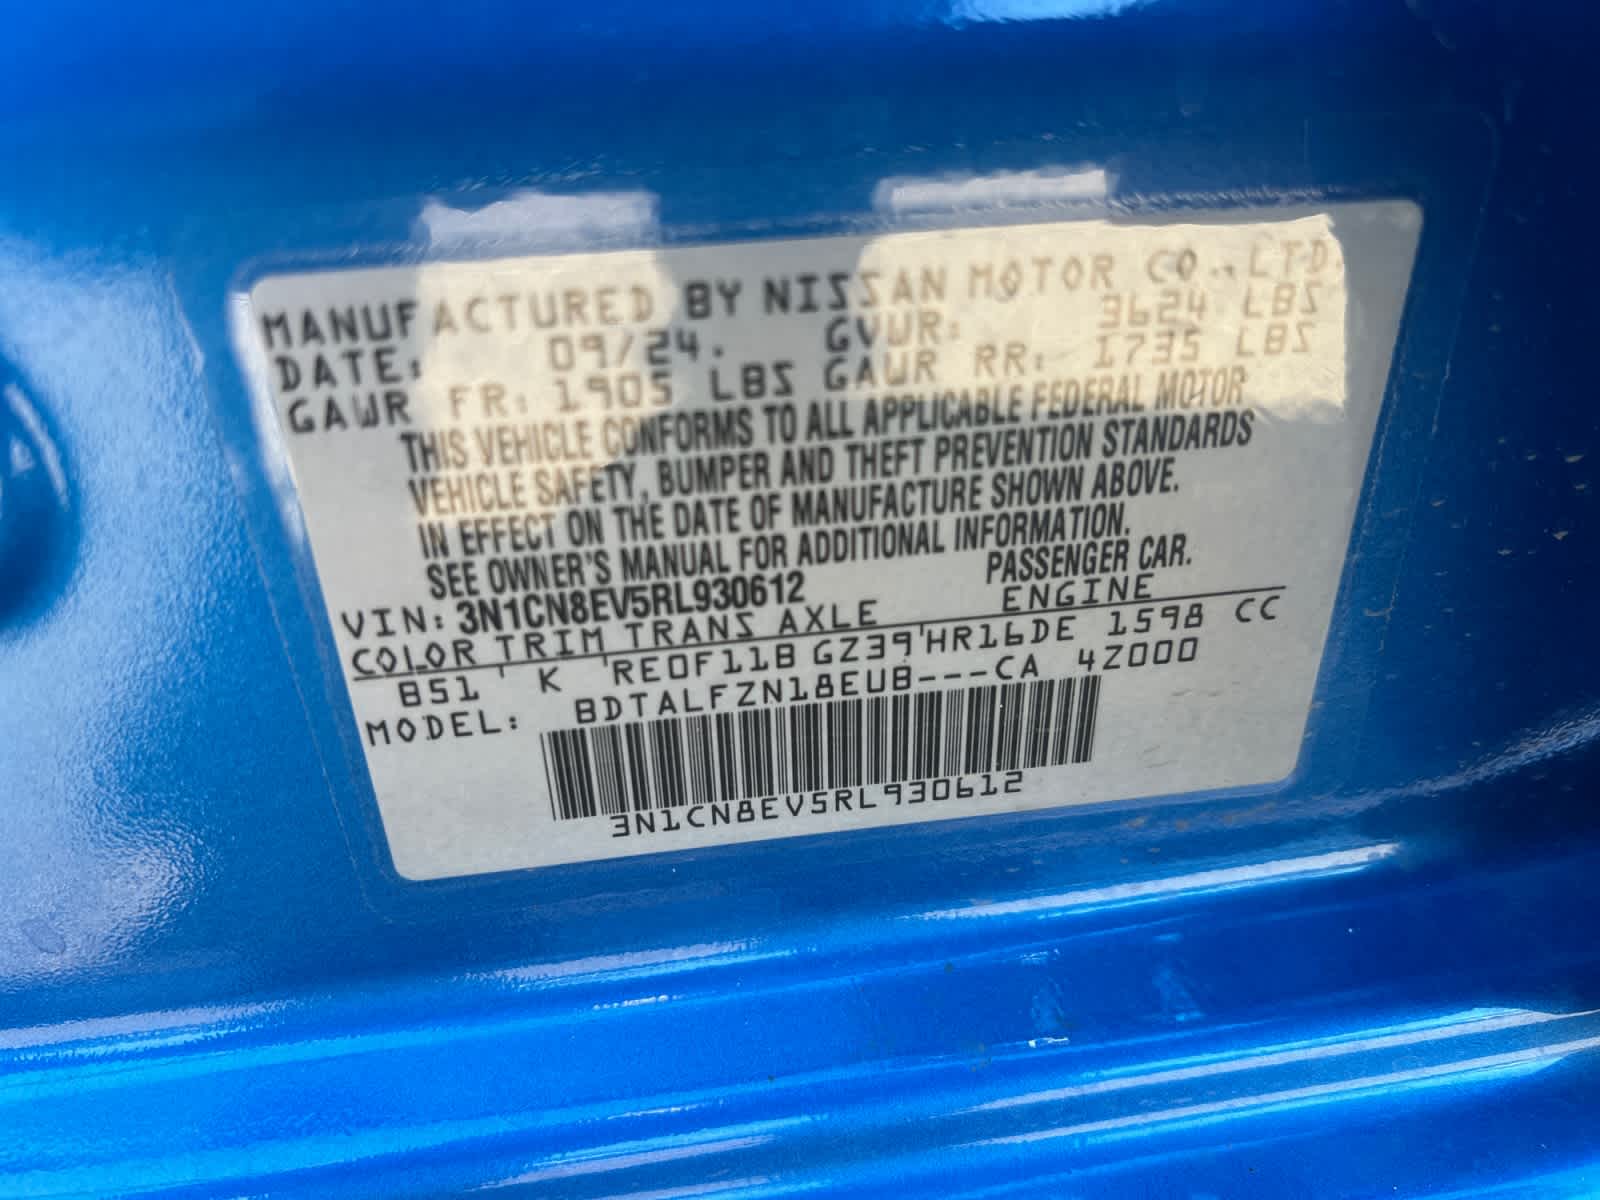 MANUFACTURED BY NISSAN MOTOR CO., LTD.
DATE: 09/24. GVWR: 3624 LBS
GAWR FR: 1905 LBS GAWR RR: 1735 LBS
THIS VEHICLE CONFORMS TO ALL APPLICABLE FEDERAL MOTOR
VEHICLE SAFETY, BUMPER AND THEFT PREVENTION STANDARDS
IN EFFECT ON THE DATE OF MANUFACTURE SHOWN ABOVE.
SEE OWNER'S MANUAL FOR ADDITIONAL INFORMATION.
VIN: 3N1CN8EV5RL930612 PASSENGER CAR.
COLOR TRIM TRANS AXLE ENGINE
B51 K RE0F11B GZ39 HR16DE 1598 CC
MODEL: BDTALFZN18EUB---CA 4Z000
3N1CN8EV5RL930612